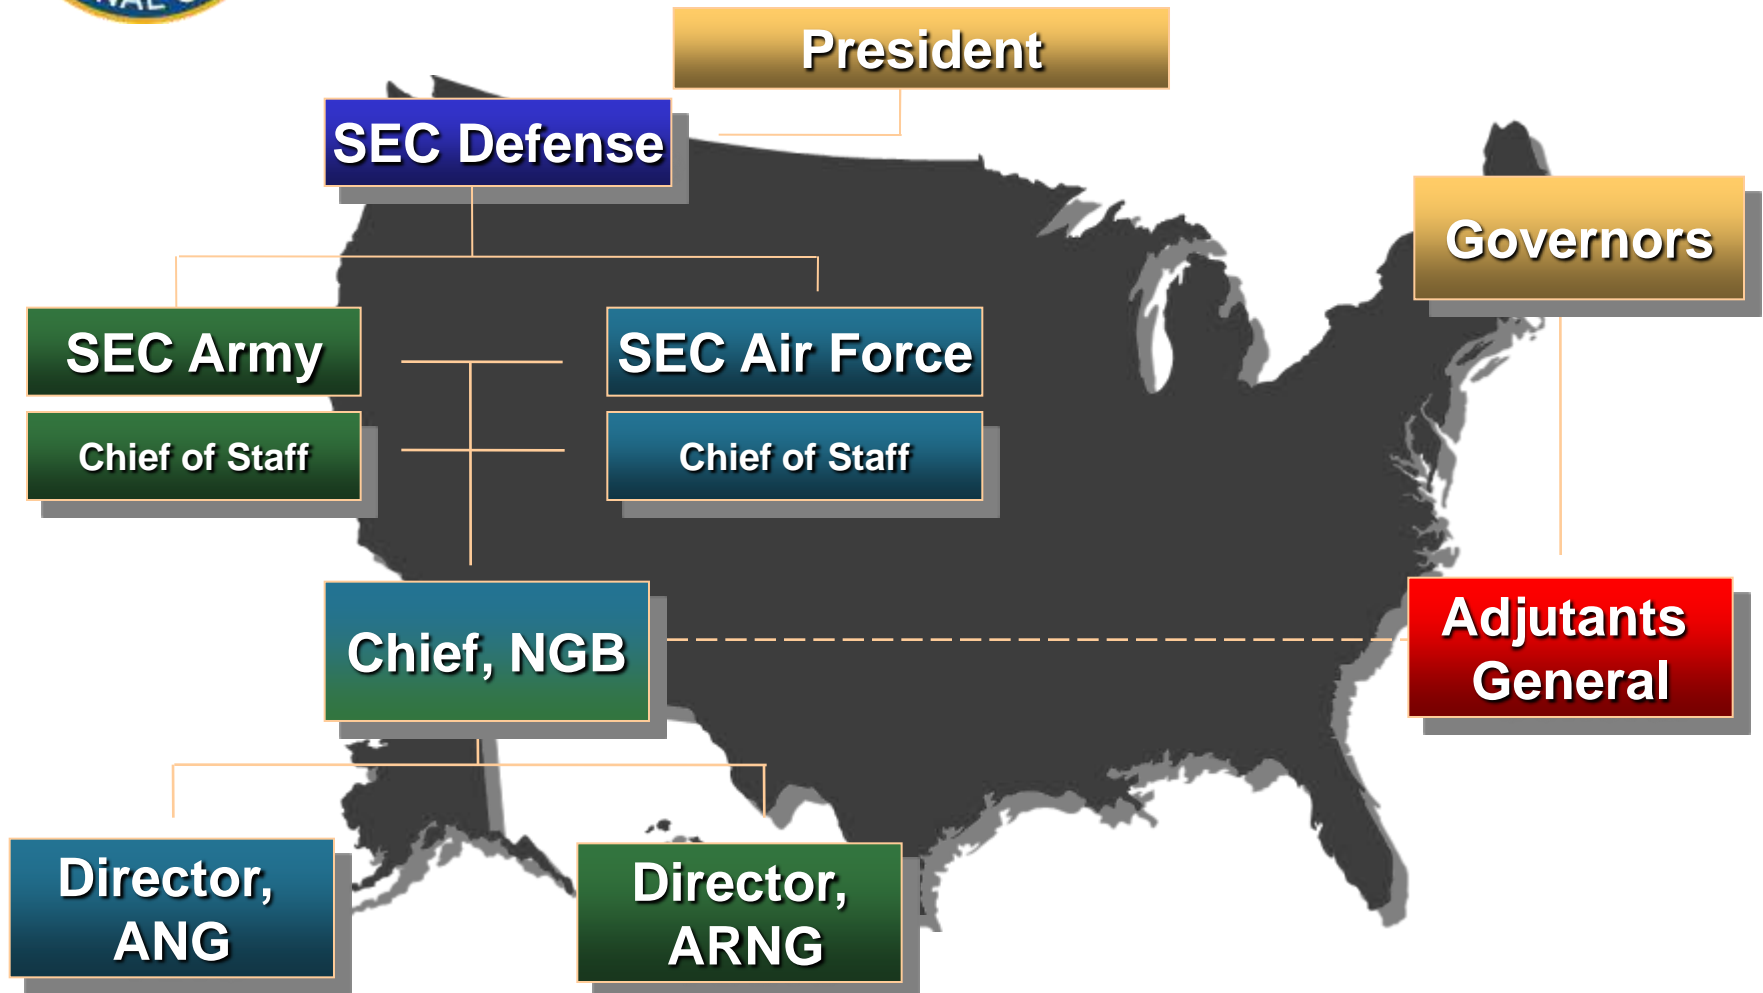 NAL
President
SEC Defense
Governors
SEC Army
SEC Air Force
Chief of Staff
Chief of Staff
Chief, NGB
Adjutants
General
Director,
ANG
Director,
ARNG